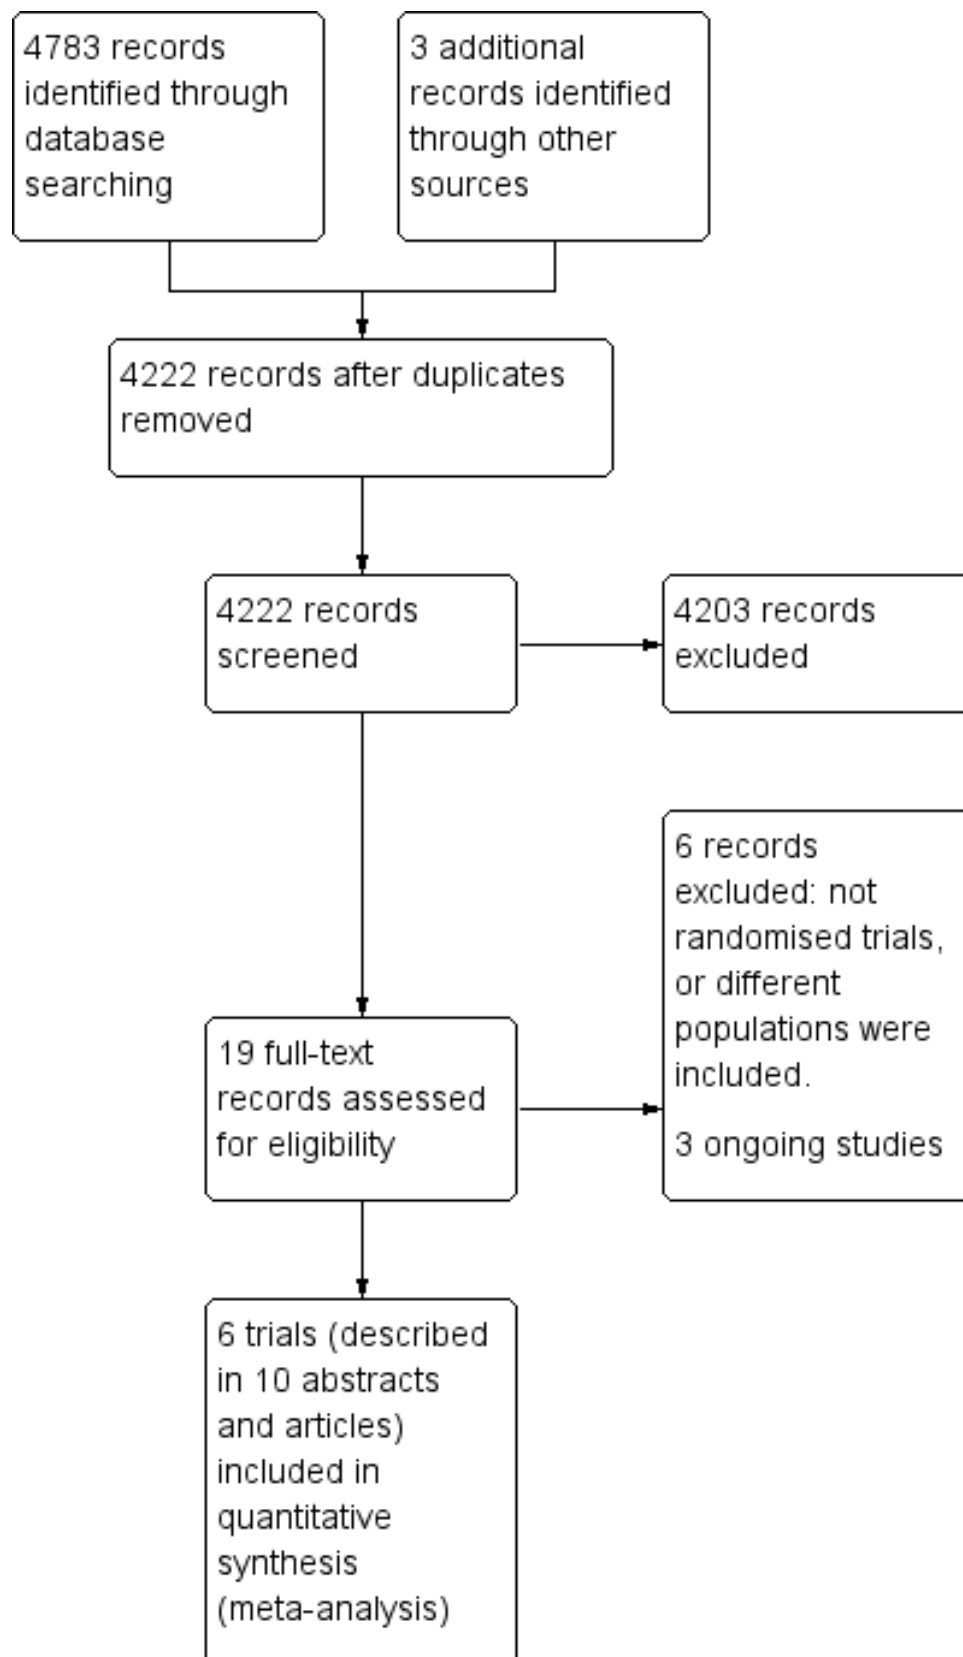 4783 records
identified through
database
searching
3 additional
records identified
through other
sources
4222 records after duplicates
removed
4222 records
screened
4203 records
excluded
6 records
excluded: not
randomised trials,
or different
populations were
included.
3 ongoing studies
19 full-text
records assessed
for eligibility
6 trials (described
in 10 abstracts
and articles)
included in
quantitative
synthesis
(meta-analysis)